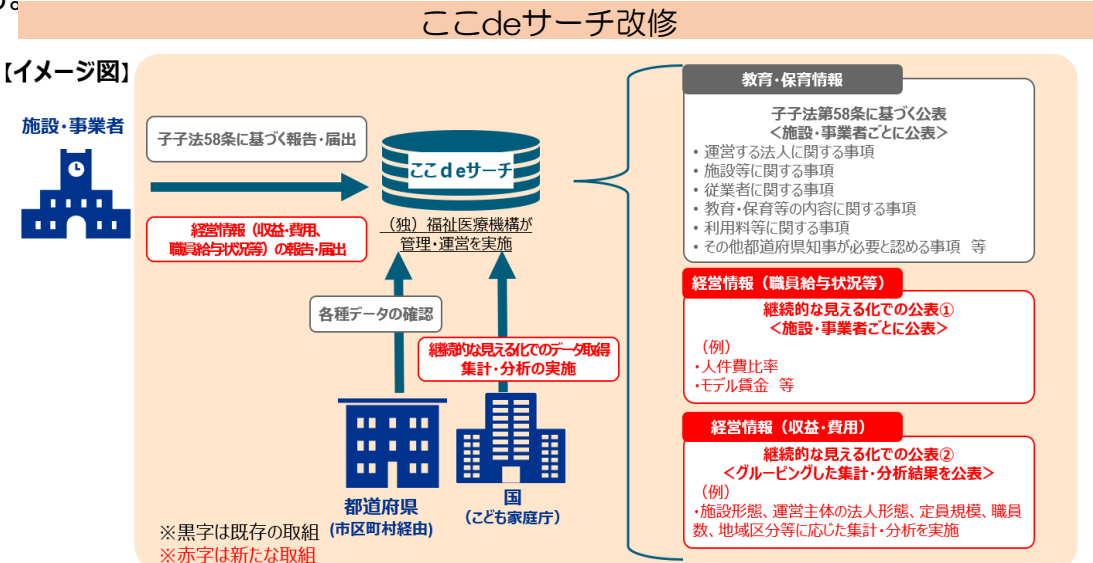 る。
ここdeサーチ改修
【イメージ図】
施設・事業者
子子法58条に基づく報告・届出
経営情報（収益・費用、
職員給与状況等）の報告・届出
ここｄeサーチ
（独）福祉医療機構が
管理・運営を実施
各種データの確認
継続的な見える化でのデータ取得
集計・分析の実施
都道府県
(市区町村経由)
国
（こども家庭庁）
※黒字は既存の取組
※赤字は新たな取組
教育・保育情報
子子法第58条に基づく公表
＜施設・事業者ごとに公表＞
• 運営する法人に関する事項
• 施設等に関する事項
• 従業者に関する事項
• 教育・保育等の内容に関する事項
• 利用料等に関する事項
• その他都道府県知事が必要と認める事項　等
経営情報（職員給与状況等）
継続的な見える化での公表①
＜施設・事業者ごとに公表＞
（例）
・人件費比率
・モデル賃金　等
経営情報（収益・費用）
継続的な見える化での公表②
＜グルーピングした集計・分析結果を公表＞
（例）
・施設形態、運営主体の法人形態、定員規模、職員
数、地域区分等に応じた集計・分析を実施